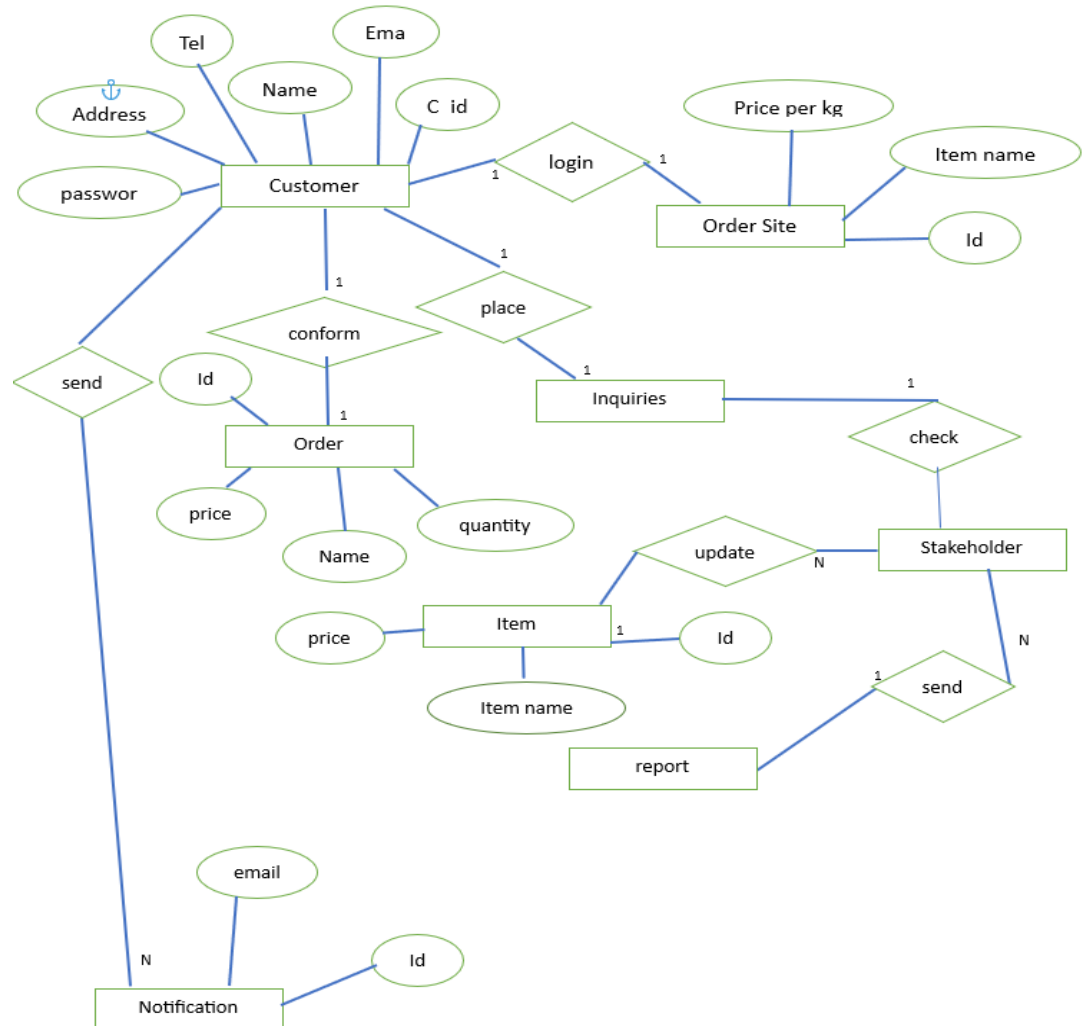 Ema
Tel
Name
C id
Address
Price per kg
login
1
1
Item name
passwor
Customer
Order Site
Id
1
1
place
conform
send
Id
1
1
Inquiries
1
1
check
Order
price
quantity
Name
update
N
Stakeholder
price
Item
1
Id
N
1
send
Item name
report
email
N
Id
Notification